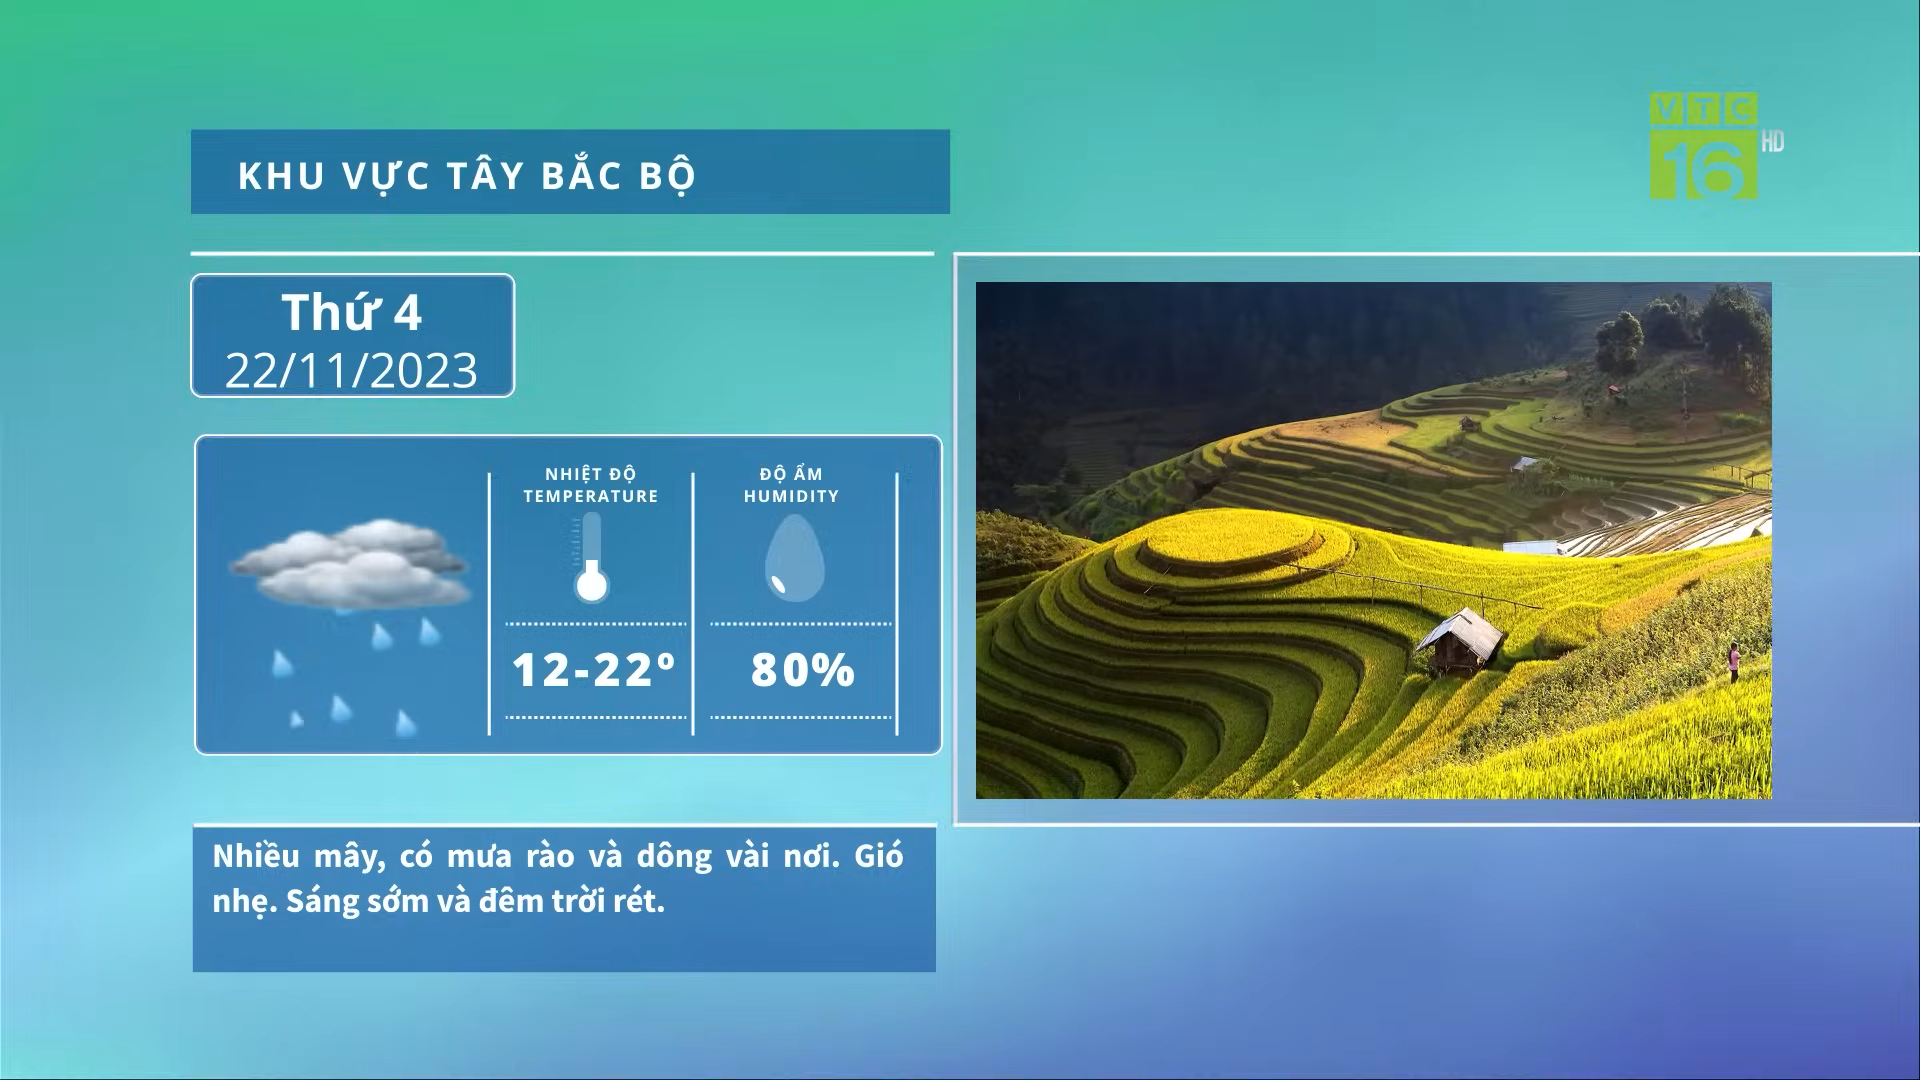 VTC
16 HD
KHU VỰC TÂY BẮC BỘ
Thứ 4
22/11/2023
NHIỆT ĐỘ
TEMPERATURE
12-22º
ĐỘ ẨM
HUMIDITY
80%
Nhiều mây, có mưa rào và dông vài nơi. Gió
nhẹ. Sáng sớm và đêm trời rét.